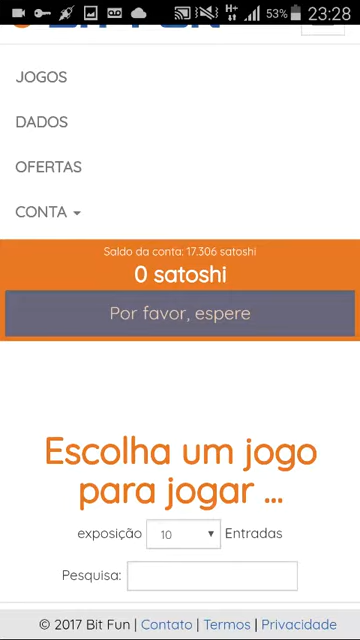 H+ 53% 23:28
JOGOS
DADOS
OFERTAS
CONTA
Saldo da conta: 17.306 satoshi
0 satoshi
Por favor, espere
Escolha um jogo
para jogar ...
exposição 10 Entradas
Pesquisa:
© 2017 Bit Fun | Contato | Termos | Privacidade